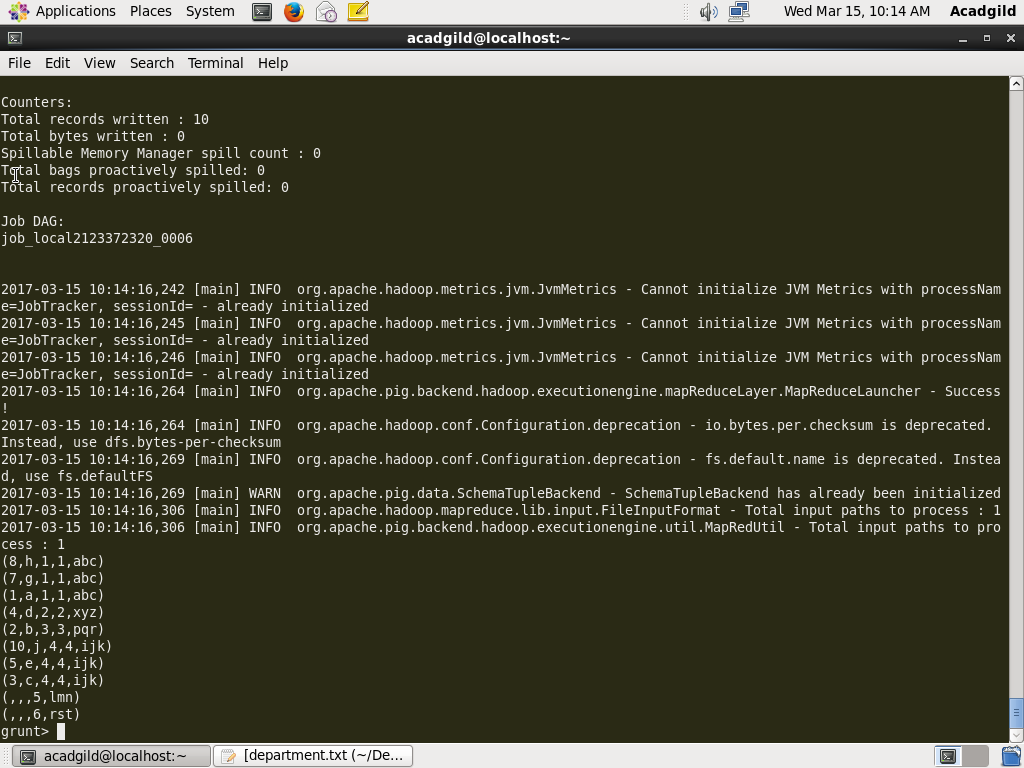 Applications Places System Wed Mar 15, 10:14 AM Acadgild
acadgild@localhost:~
File Edit View Search Terminal Help
Counters:
Total records written : 10
Total bytes written : 0
Spillable Memory Manager spill count : 0
Total bags proactively spilled: 0
Total records proactively spilled: 0
Job DAG:
job_local2123372320_0006
2017-03-15 10:14:16,242 [main] INFO  org.apache.hadoop.metrics.jvm.JvmMetrics - Cannot initialize JVM Metrics with processNam
e=JobTracker, sessionId= - already initialized
2017-03-15 10:14:16,245 [main] INFO  org.apache.hadoop.metrics.jvm.JvmMetrics - Cannot initialize JVM Metrics with processNam
e=JobTracker, sessionId= - already initialized
2017-03-15 10:14:16,246 [main] INFO  org.apache.hadoop.metrics.jvm.JvmMetrics - Cannot initialize JVM Metrics with processNam
e=JobTracker, sessionId= - already initialized
2017-03-15 10:14:16,264 [main] INFO  org.apache.pig.backend.hadoop.executionengine.mapReduceLayer.MapReduceLauncher - Success
!
2017-03-15 10:14:16,264 [main] INFO  org.apache.hadoop.conf.Configuration.deprecation - io.bytes.per.checksum is deprecated.
Instead, use dfs.bytes-per-checksum
2017-03-15 10:14:16,269 [main] INFO  org.apache.hadoop.conf.Configuration.deprecation - fs.default.name is deprecated. Instea
d, use fs.defaultFS
2017-03-15 10:14:16,269 [main] WARN  org.apache.pig.data.SchemaTupleBackend - SchemaTupleBackend has already been initialized
2017-03-15 10:14:16,306 [main] INFO  org.apache.hadoop.mapreduce.lib.input.FileInputFormat - Total input paths to process : 1
2017-03-15 10:14:16,306 [main] INFO  org.apache.pig.backend.hadoop.executionengine.util.MapRedUtil - Total input paths to pro
cess : 1
(8,h,1,1,abc)
(7,g,1,1,abc)
(1,a,1,1,abc)
(4,d,2,2,xyz)
(2,b,3,3,pqr)
(10,j,4,4,ijk)
(5,e,4,4,ijk)
(3,c,4,4,ijk)
(,,,5,lmn)
(,,,6,rst)
grunt>
acadgild@localhost:~ [department.txt (~/De...